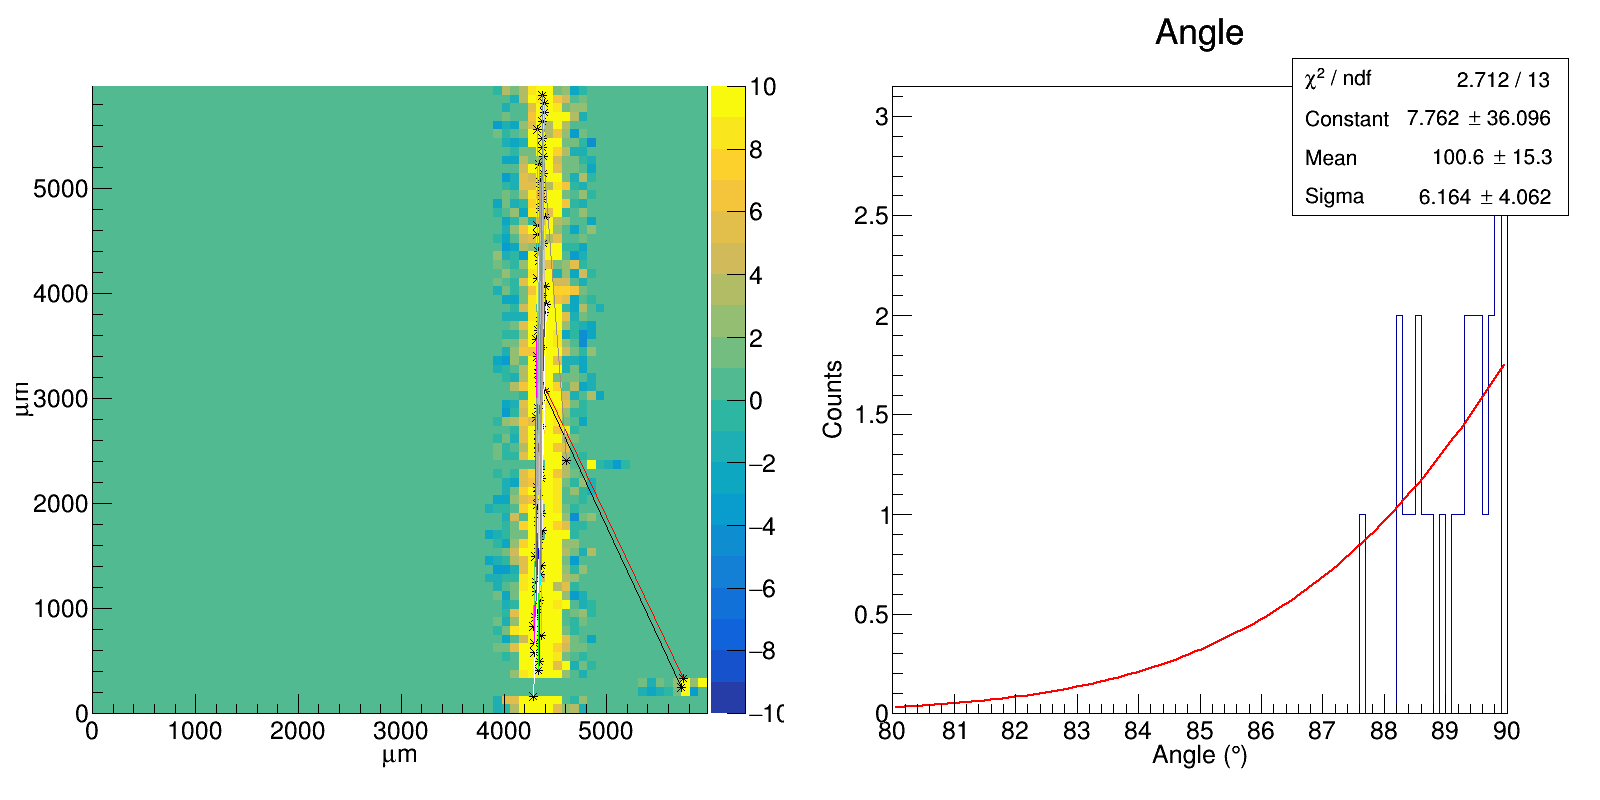 Angle
χ² / ndf 2.712 / 13
Constant 7.762 ± 36.096
Mean 100.6 ± 15.3
Sigma 6.164 ± 4.062
μm
5000
4000
3000
2000
1000
0
0 1000 2000 3000 4000 5000
μm
10
8
6
4
2
0
−2
−4
−6
−8
−10
Counts
3
2.5
2
1.5
1
0.5
0
80 81 82 83 84 85 86 87 88 89 90
Angle (°)